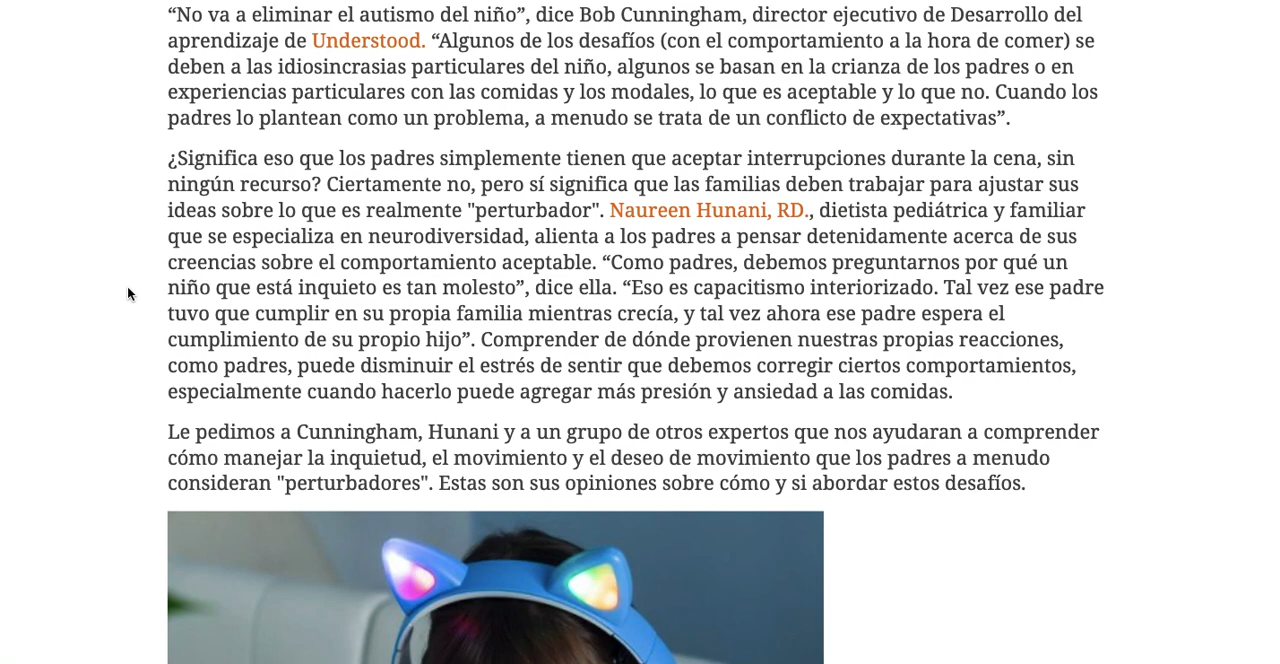 “No va a eliminar el autismo del niño”, dice Bob Cunningham, director ejecutivo de Desarrollo del
aprendizaje de Understood. “Algunos de los desafíos (con el comportamiento a la hora de comer) se
deben a las idiosincrasias particulares del niño, algunos se basan en la crianza de los padres o en
experiencias particulares con las comidas y los modales, lo que es aceptable y lo que no. Cuando los
padres lo plantean como un problema, a menudo se trata de un conflicto de expectativas”.
¿Significa eso que los padres simplemente tienen que aceptar interrupciones durante la cena, sin
ningún recurso? Ciertamente no, pero sí significa que las familias deben trabajar para ajustar sus
ideas sobre lo que es realmente "perturbador". Naureen Hunani, RD., dietista pediátrica y familiar
que se especializa en neurodiversidad, alienta a los padres a pensar detenidamente acerca de sus
creencias sobre el comportamiento aceptable. “Como padres, debemos preguntarnos por qué un
niño que está inquieto es tan molesto”, dice ella. “Eso es capacitismo interiorizado. Tal vez ese padre
tuvo que cumplir en su propia familia mientras crecía, y tal vez ahora ese padre espera el
cumplimiento de su propio hijo”. Comprender de dónde provienen nuestras propias reacciones,
como padres, puede disminuir el estrés de sentir que debemos corregir ciertos comportamientos,
especialmente cuando hacerlo puede agregar más presión y ansiedad a las comidas.
Le pedimos a Cunningham, Hunani y a un grupo de otros expertos que nos ayudaran a comprender
cómo manejar la inquietud, el movimiento y el deseo de movimiento que los padres a menudo
consideran "perturbadores". Estas son sus opiniones sobre cómo y si abordar estos desafíos.